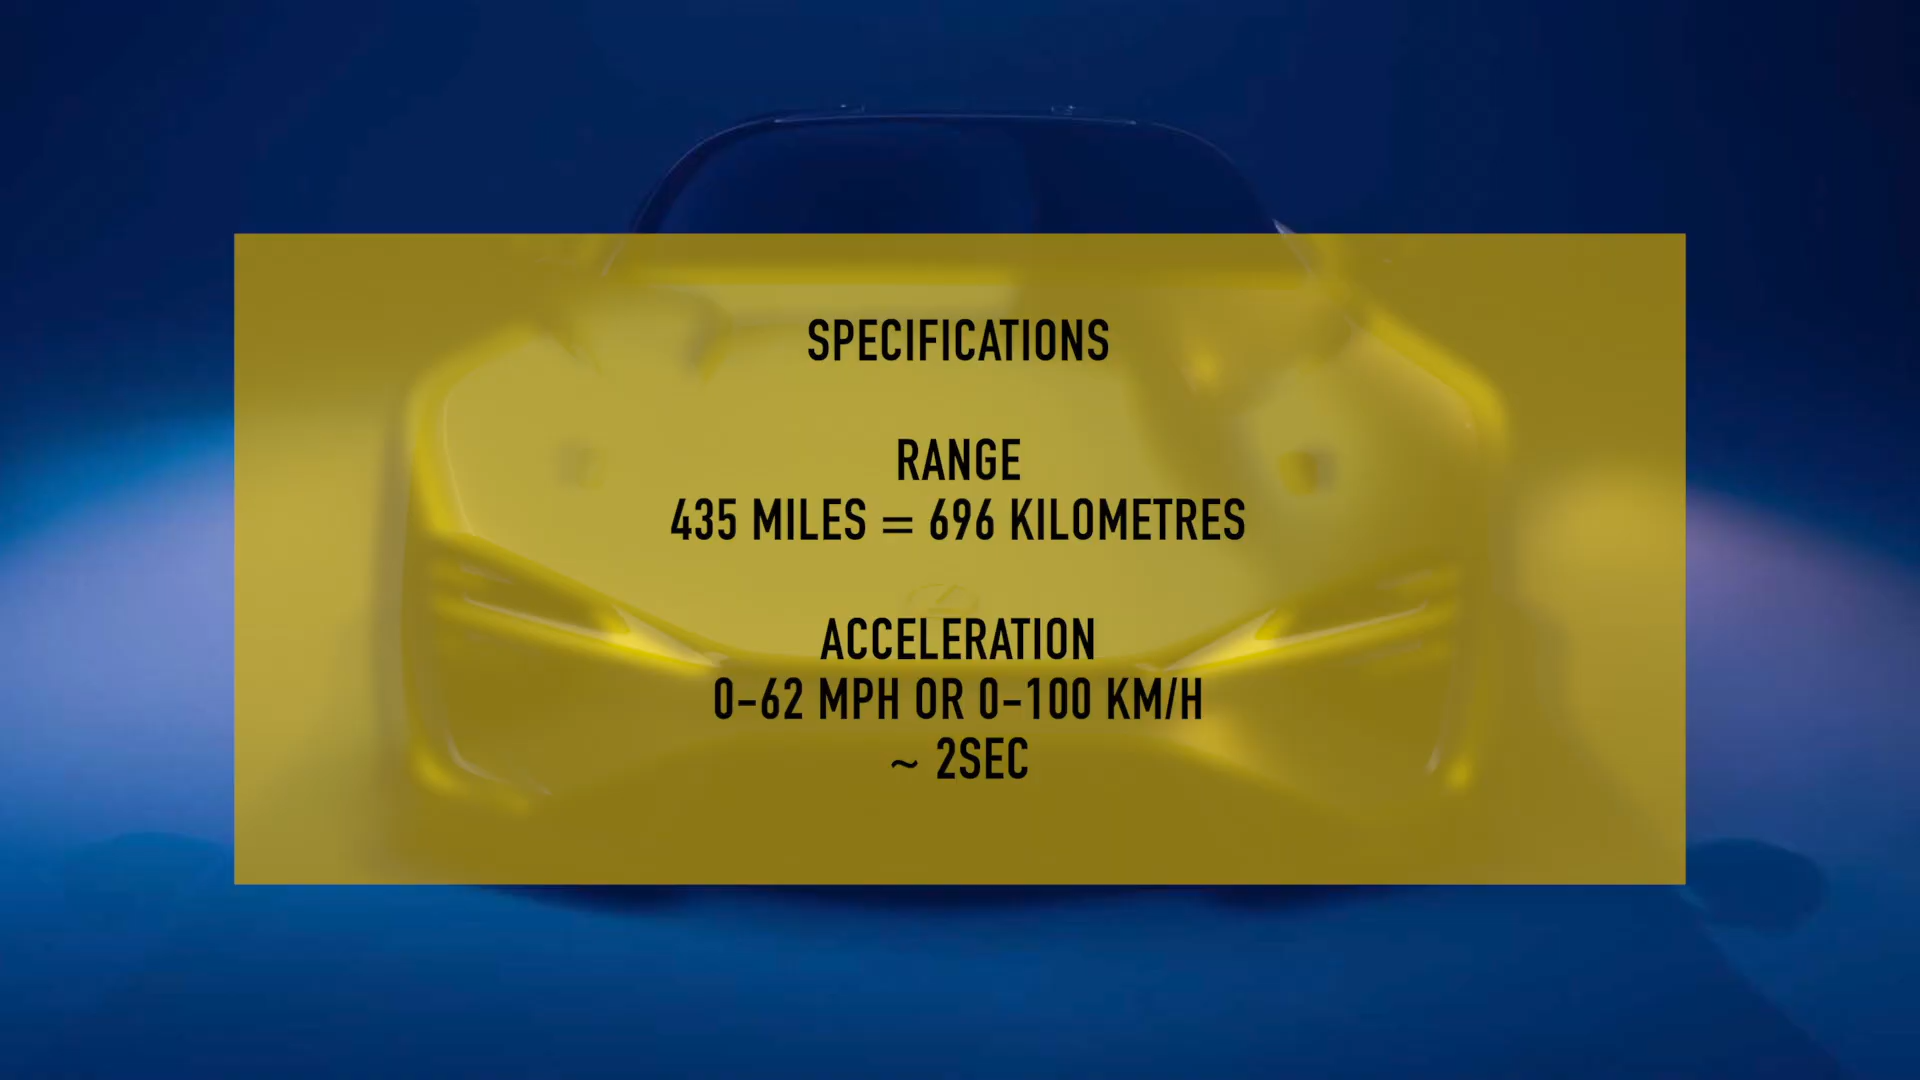 SPECIFICATIONS
RANGE
435 MILES = 696 KILOMETRES
ACCELERATION
0-62 MPH OR 0-100 KM/H
~ 2SEC